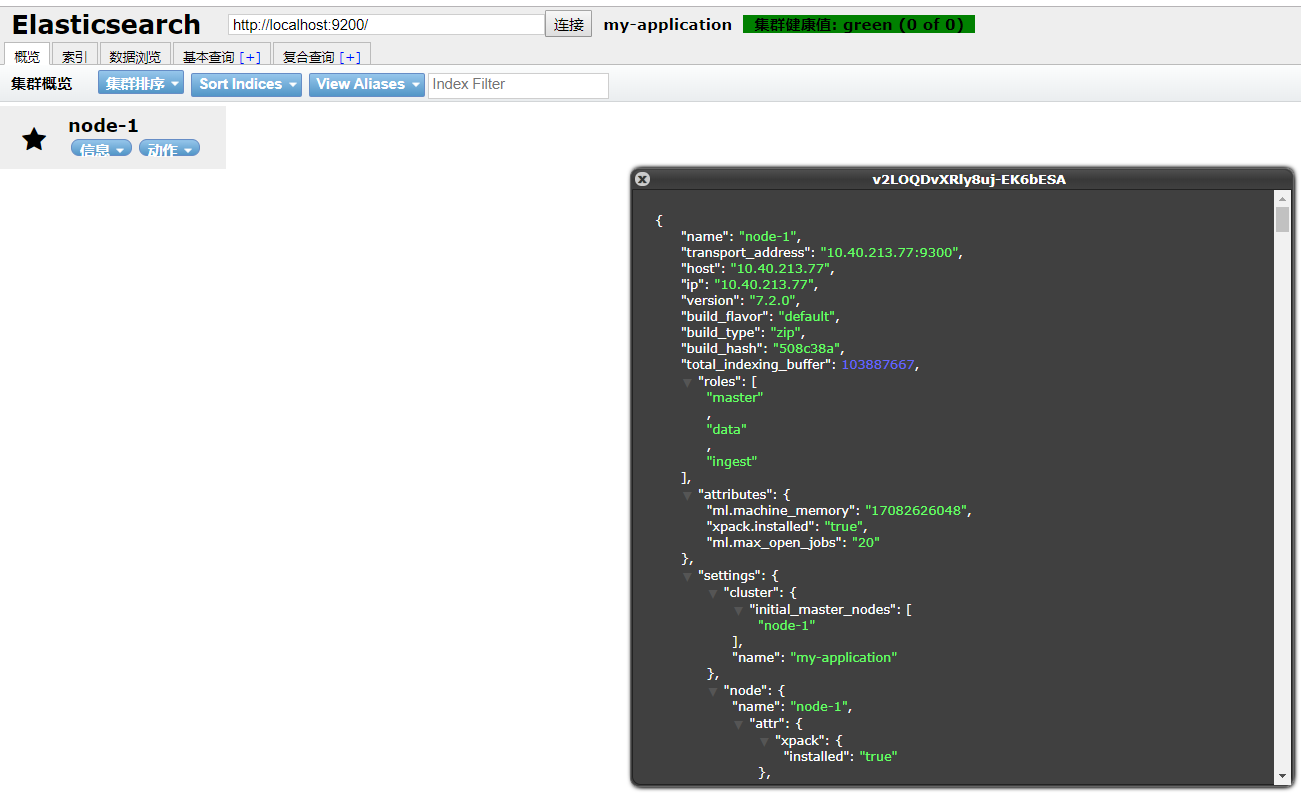 Elasticsearch http://localhost:9200/ 连接 my-application 集群健康值: green (0 of 0)
概览 索引 数据浏览 基本查询 [+] 复合查询 [+]
集群概览 集群排序 Sort Indices View Aliases Index Filter
node-1
信息 动作
v2LOQDvXRly8uj-EK6bESA
{
"name": "node-1",
"transport_address": "10.40.213.77:9300",
"host": "10.40.213.77",
"ip": "10.40.213.77",
"version": "7.2.0",
"build_flavor": "default",
"build_type": "zip",
"build_hash": "508c38a",
"total_indexing_buffer": 103887667,
"roles": [
"master"
,
"data"
,
"ingest"
],
"attributes": {
"ml.machine_memory": "17082626048",
"xpack.installed": "true",
"ml.max_open_jobs": "20"
},
"settings": {
"cluster": {
"initial_master_nodes": [
"node-1"
],
"name": "my-application"
},
"node": {
"name": "node-1",
"attr": {
"xpack": {
"installed": "true"
},